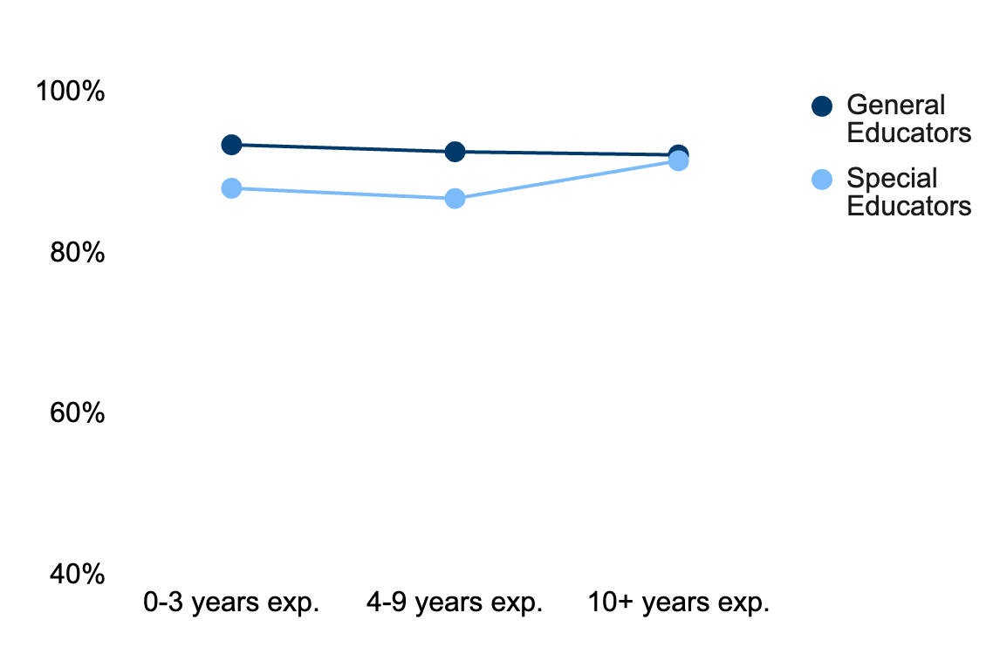 100%
80%
60%
40%
0-3 years exp.
4-9 years exp.
10+ years exp.
General
Educators
Special
Educators